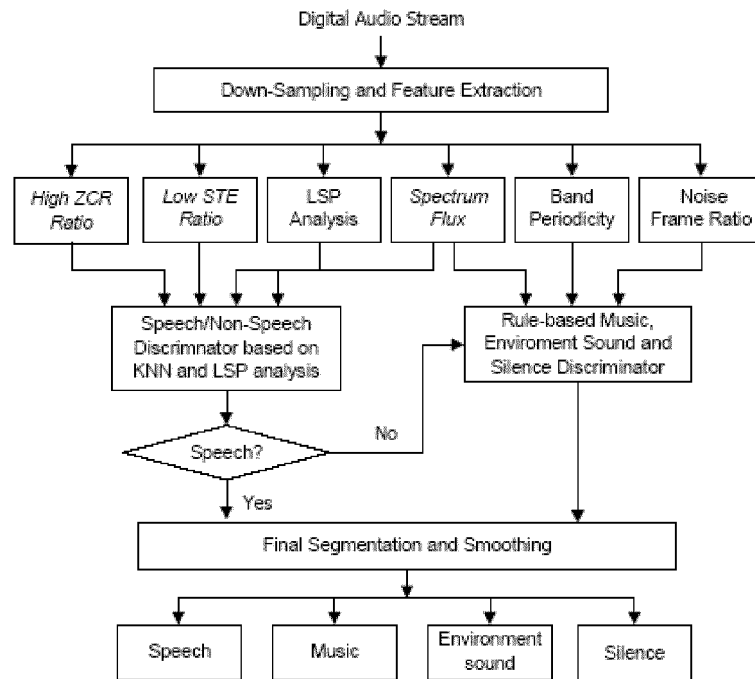 Digital Audio Stream
Down-Sampling and Feature Extraction
High ZCR
Ratio
Low STE
Ratio
LSP
Analysis
Spectrum
Flux
Band
Periodicity
Noise
Frame Ratio
Speech/Non-Speech
Discrimnator based on
KNN and LSP analysis
Rule-based Music,
Enviroment Sound and
Silence Discriminator
No
Speech?
Yes
Final Segmentation and Smoothing
Speech
Music
Environment
sound
Silence